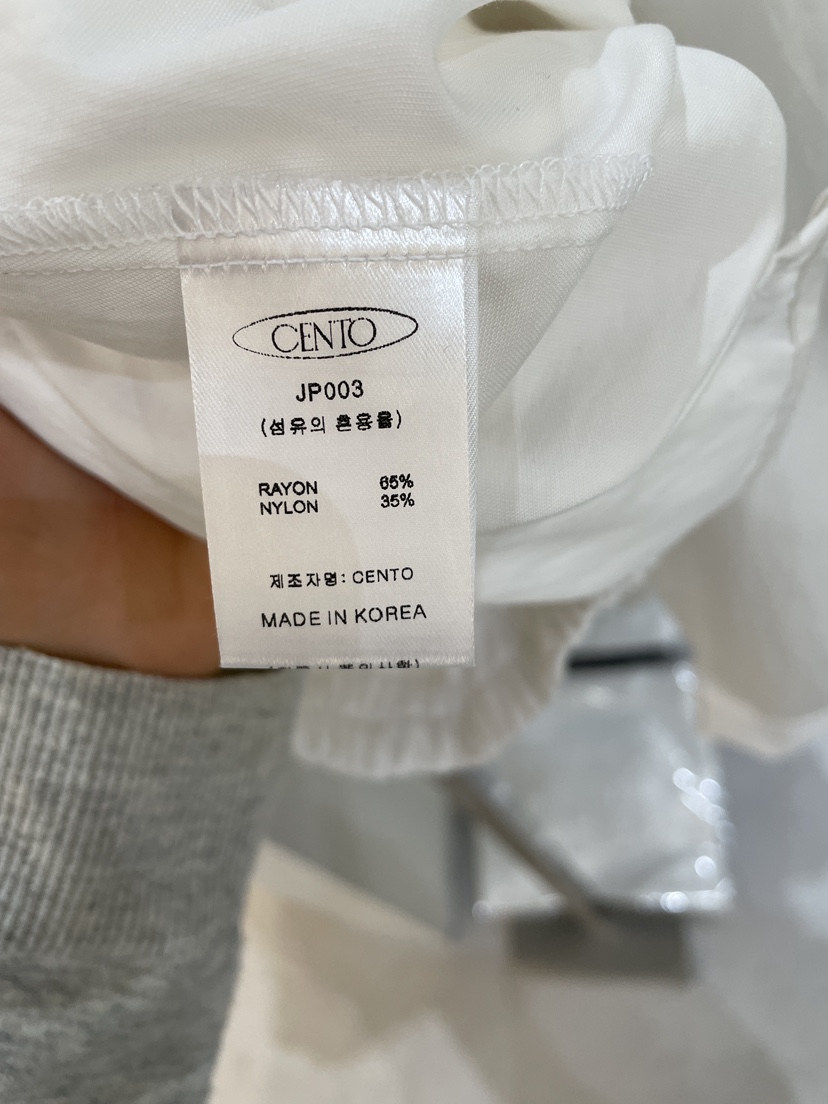 CENTO
JP003
(섬유의 혼용율)
RAYON 65%
NYLON 35%
제조자명: CENTO
MADE IN KOREA